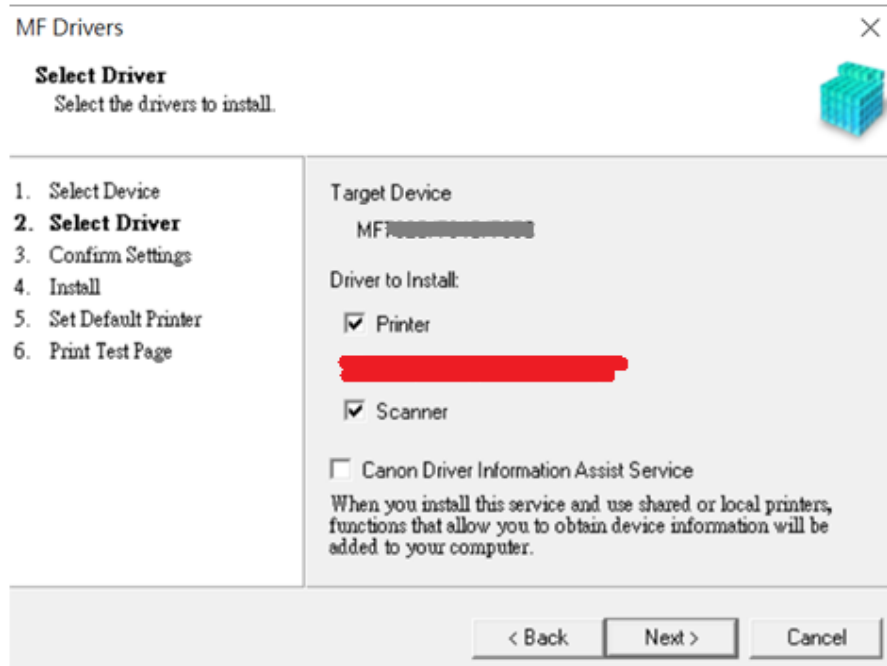 MF Drivers
Select Driver
Select the drivers to install.
1. Select Device
2. Select Driver
3. Confirm Settings
4. Install
5. Set Default Printer
6. Print Test Page
Target Device
Driver to Install:
Printer
Scanner
Canon Driver Information Assist Service
When you install this service and use shared or local printers,
functions that allow you to obtain device information will be
added to your computer.
< Back
Next >
Cancel